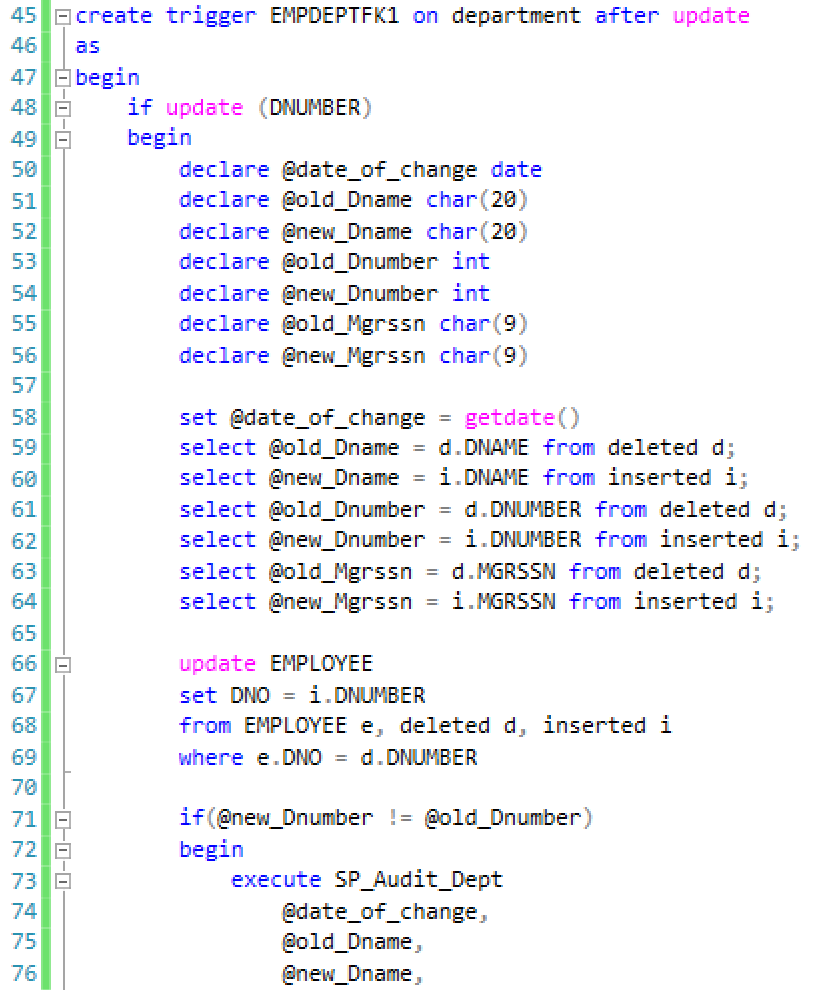 45 create trigger EMPDEPTFK1 on department after update
46 as
47 begin
48     if update (DNUMBER)
49     begin
50         declare @date_of_change date
51         declare @old_Dname char(20)
52         declare @new_Dname char(20)
53         declare @old_Dnumber int
54         declare @new_Dnumber int
55         declare @old_Mgrssn char(9)
56         declare @new_Mgrssn char(9)
57
58         set @date_of_change = getdate()
59         select @old_Dname = d.DNAME from deleted d;
60         select @new_Dname = i.DNAME from inserted i;
61         select @old_Dnumber = d.DNUMBER from deleted d;
62         select @new_Dnumber = i.DNUMBER from inserted i;
63         select @old_Mgrssn = d.MGRSSN from deleted d;
64         select @new_Mgrssn = i.MGRSSN from inserted i;
65
66         update EMPLOYEE
67         set DNO = i.DNUMBER
68         from EMPLOYEE e, deleted d, inserted i
69         where e.DNO = d.DNUMBER
70
71         if(@new_Dnumber != @old_Dnumber)
72         begin
73             execute SP_Audit_Dept
74                 @date_of_change,
75                 @old_Dname,
76                 @new_Dname,